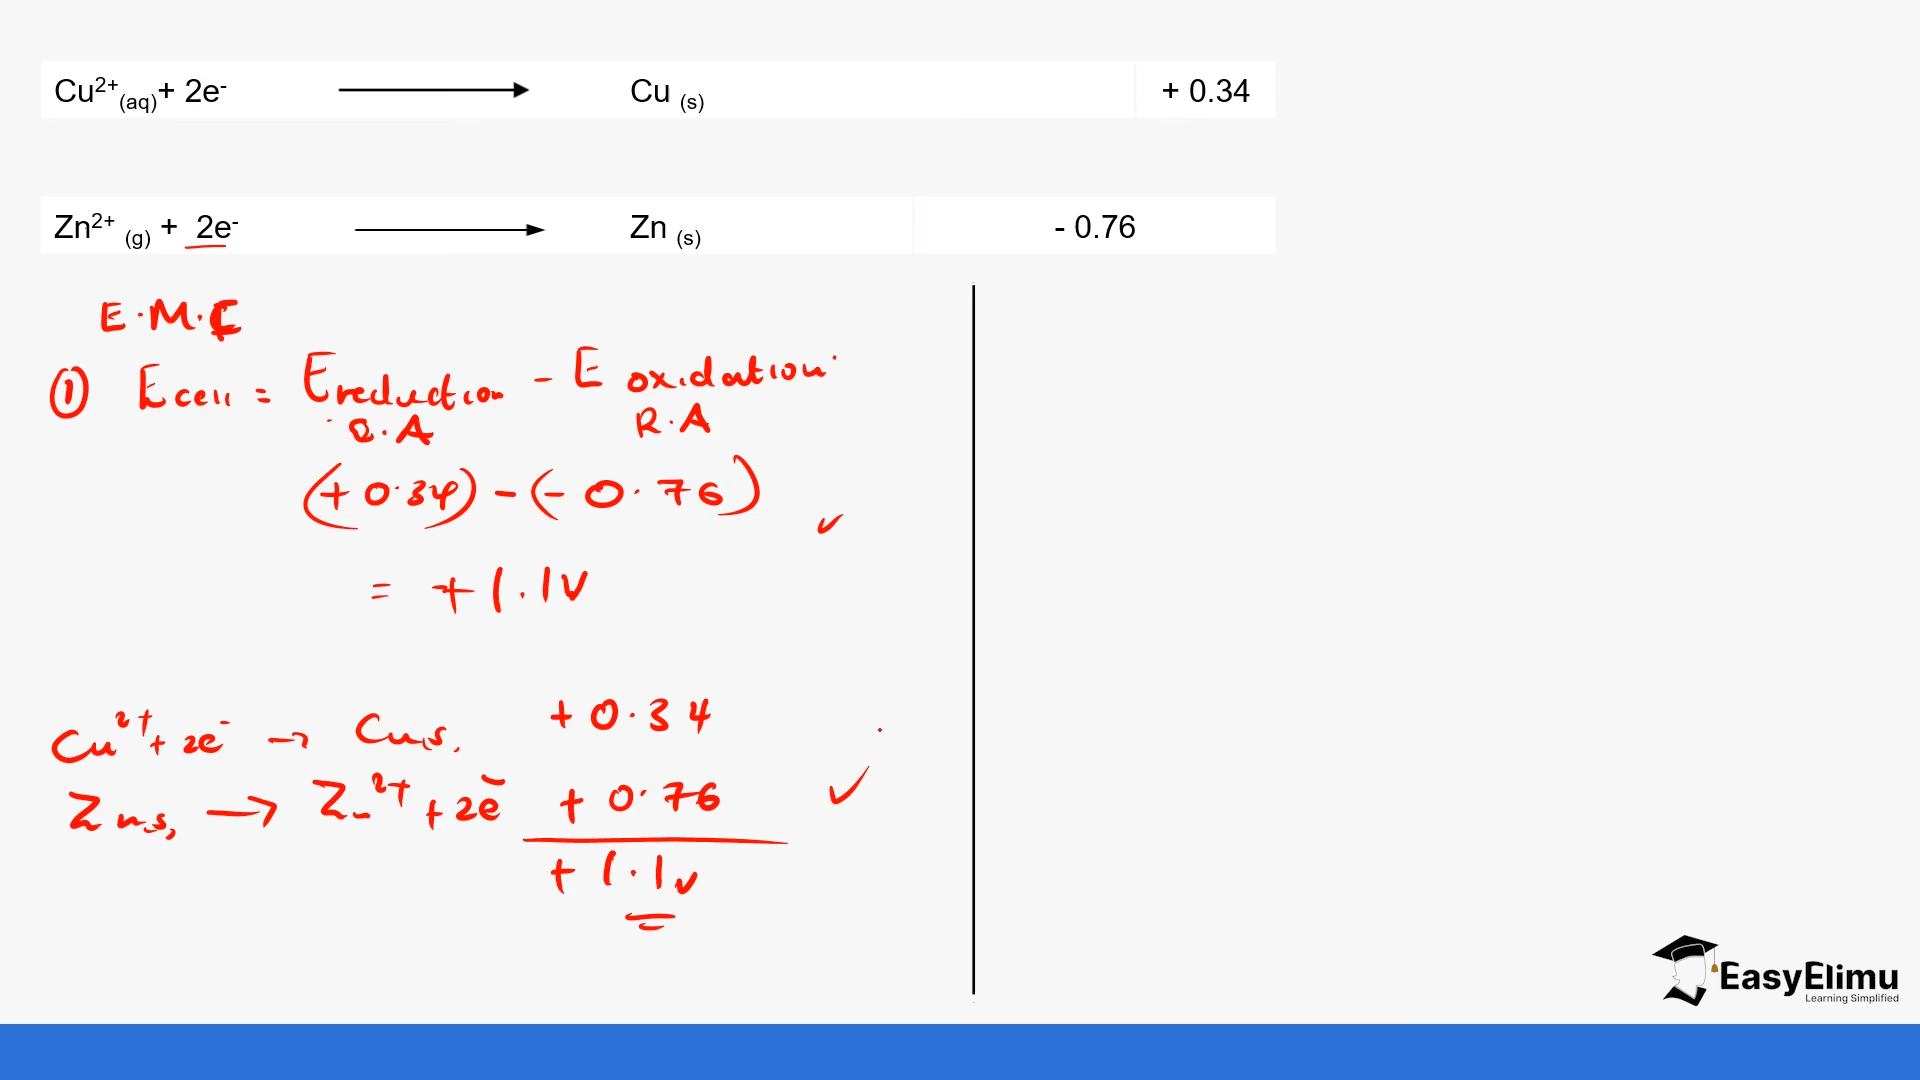 Cu²⁺(aq)+ 2e⁻ ⟶ Cu (s) + 0.34
Zn²⁺ (g) + 2e⁻ ⟶ Zn (s) - 0.76
E.M.
① Ecell = Ereduction - E oxidation
O.A R.A
(+ 0.34) - (- 0.76) ✓
= + 1.1V
Cu²⁺ + 2e⁻ → Cu(s) + 0.34
Zn(s) → Zn²⁺ + 2e⁻ + 0.76 ✓
+ 1.1V
EasyElimu
Learning Simplified